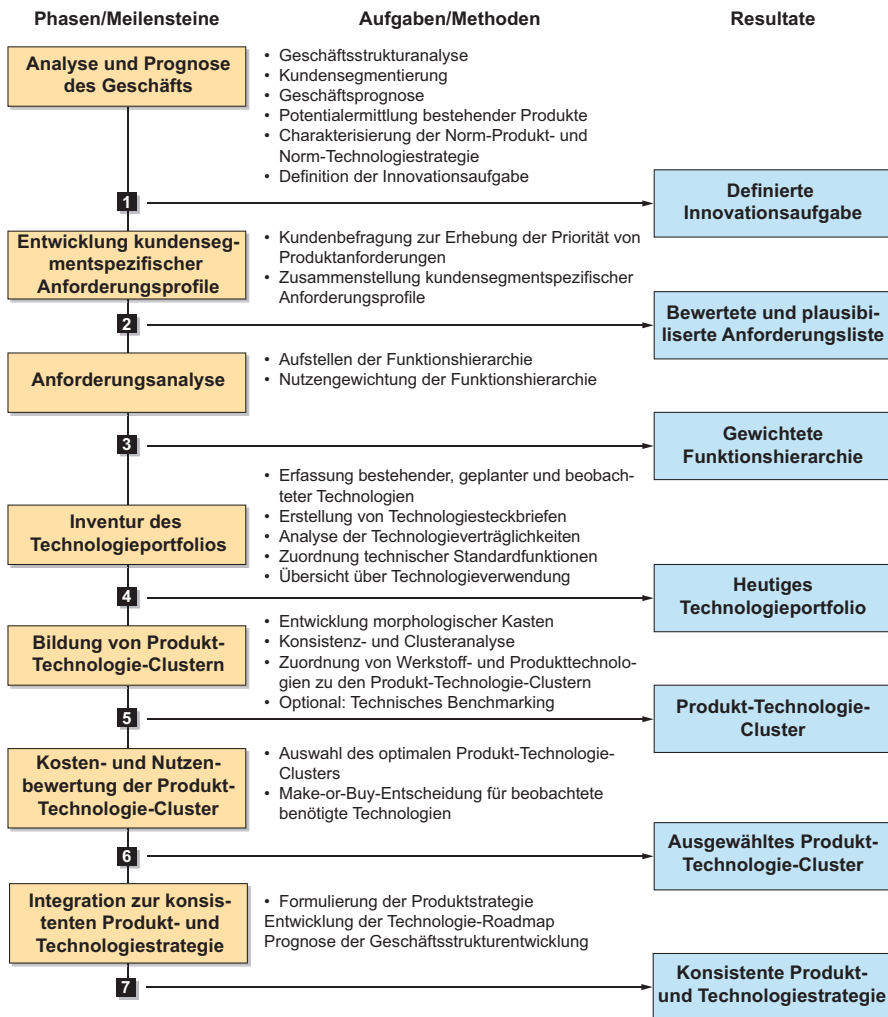 Phasen/Meilensteine
Aufgaben/Methoden
Resultate
Analyse und Prognose
des Geschäfts
• Geschäftsstrukturanalyse
• Kundensegmentierung
• Geschäftsprognose
• Potentialermittlung bestehender Produkte
• Charakterisierung der Norm-Produkt- und
Norm-Technologiestrategie
• Definition der Innovationsaufgabe
1
Definierte
Innovationsaufgabe
Entwicklung kundenseg-
mentspezifischer
Anforderungsprofile
• Kundenbefragung zur Erhebung der Priorität von
Produktanforderungen
• Zusammenstellung kundensegmentspezifischer
Anforderungsprofile
2
Bewertete und plausibi-
liserte Anforderungsliste
Anforderungsanalyse
• Aufstellen der Funktionshierarchie
• Nutzengewichtung der Funktionshierarchie
3
Gewichtete
Funktionshierarchie
Inventur des
Technologieportfolios
• Erfassung bestehender, geplanter und beobach-
teter Technologien
• Erstellung von Technologiesteckbriefen
• Analyse der Technologieverträglichkeiten
• Zuordnung technischer Standardfunktionen
• Übersicht über Technologieverwendung
4
Heutiges
Technologieportfolio
Bildung von Produkt-
Technologie-Clustern
• Entwicklung morphologischer Kasten
• Konsistenz- und Clusteranalyse
• Zuordnung von Werkstoff- und Produkttechnolo-
gien zu den Produkt-Technologie-Clustern
• Optional: Technisches Benchmarking
5
Produkt-Technologie-
Cluster
Kosten- und Nutzen-
bewertung der Produkt-
Technologie-Cluster
• Auswahl des optimalen Produkt-Technologie-
Clusters
• Make-or-Buy-Entscheidung für beobachtete
benötigte Technologien
6
Ausgewähltes Produkt-
Technologie-Cluster
Integration zur konsis-
tenten Produkt- und
Technologiestrategie
• Formulierung der Produktstrategie
Entwicklung der Technologie-Roadmap
Prognose der Geschäftsstrukturentwicklung
7
Konsistente Produkt-
und Technologiestrategie